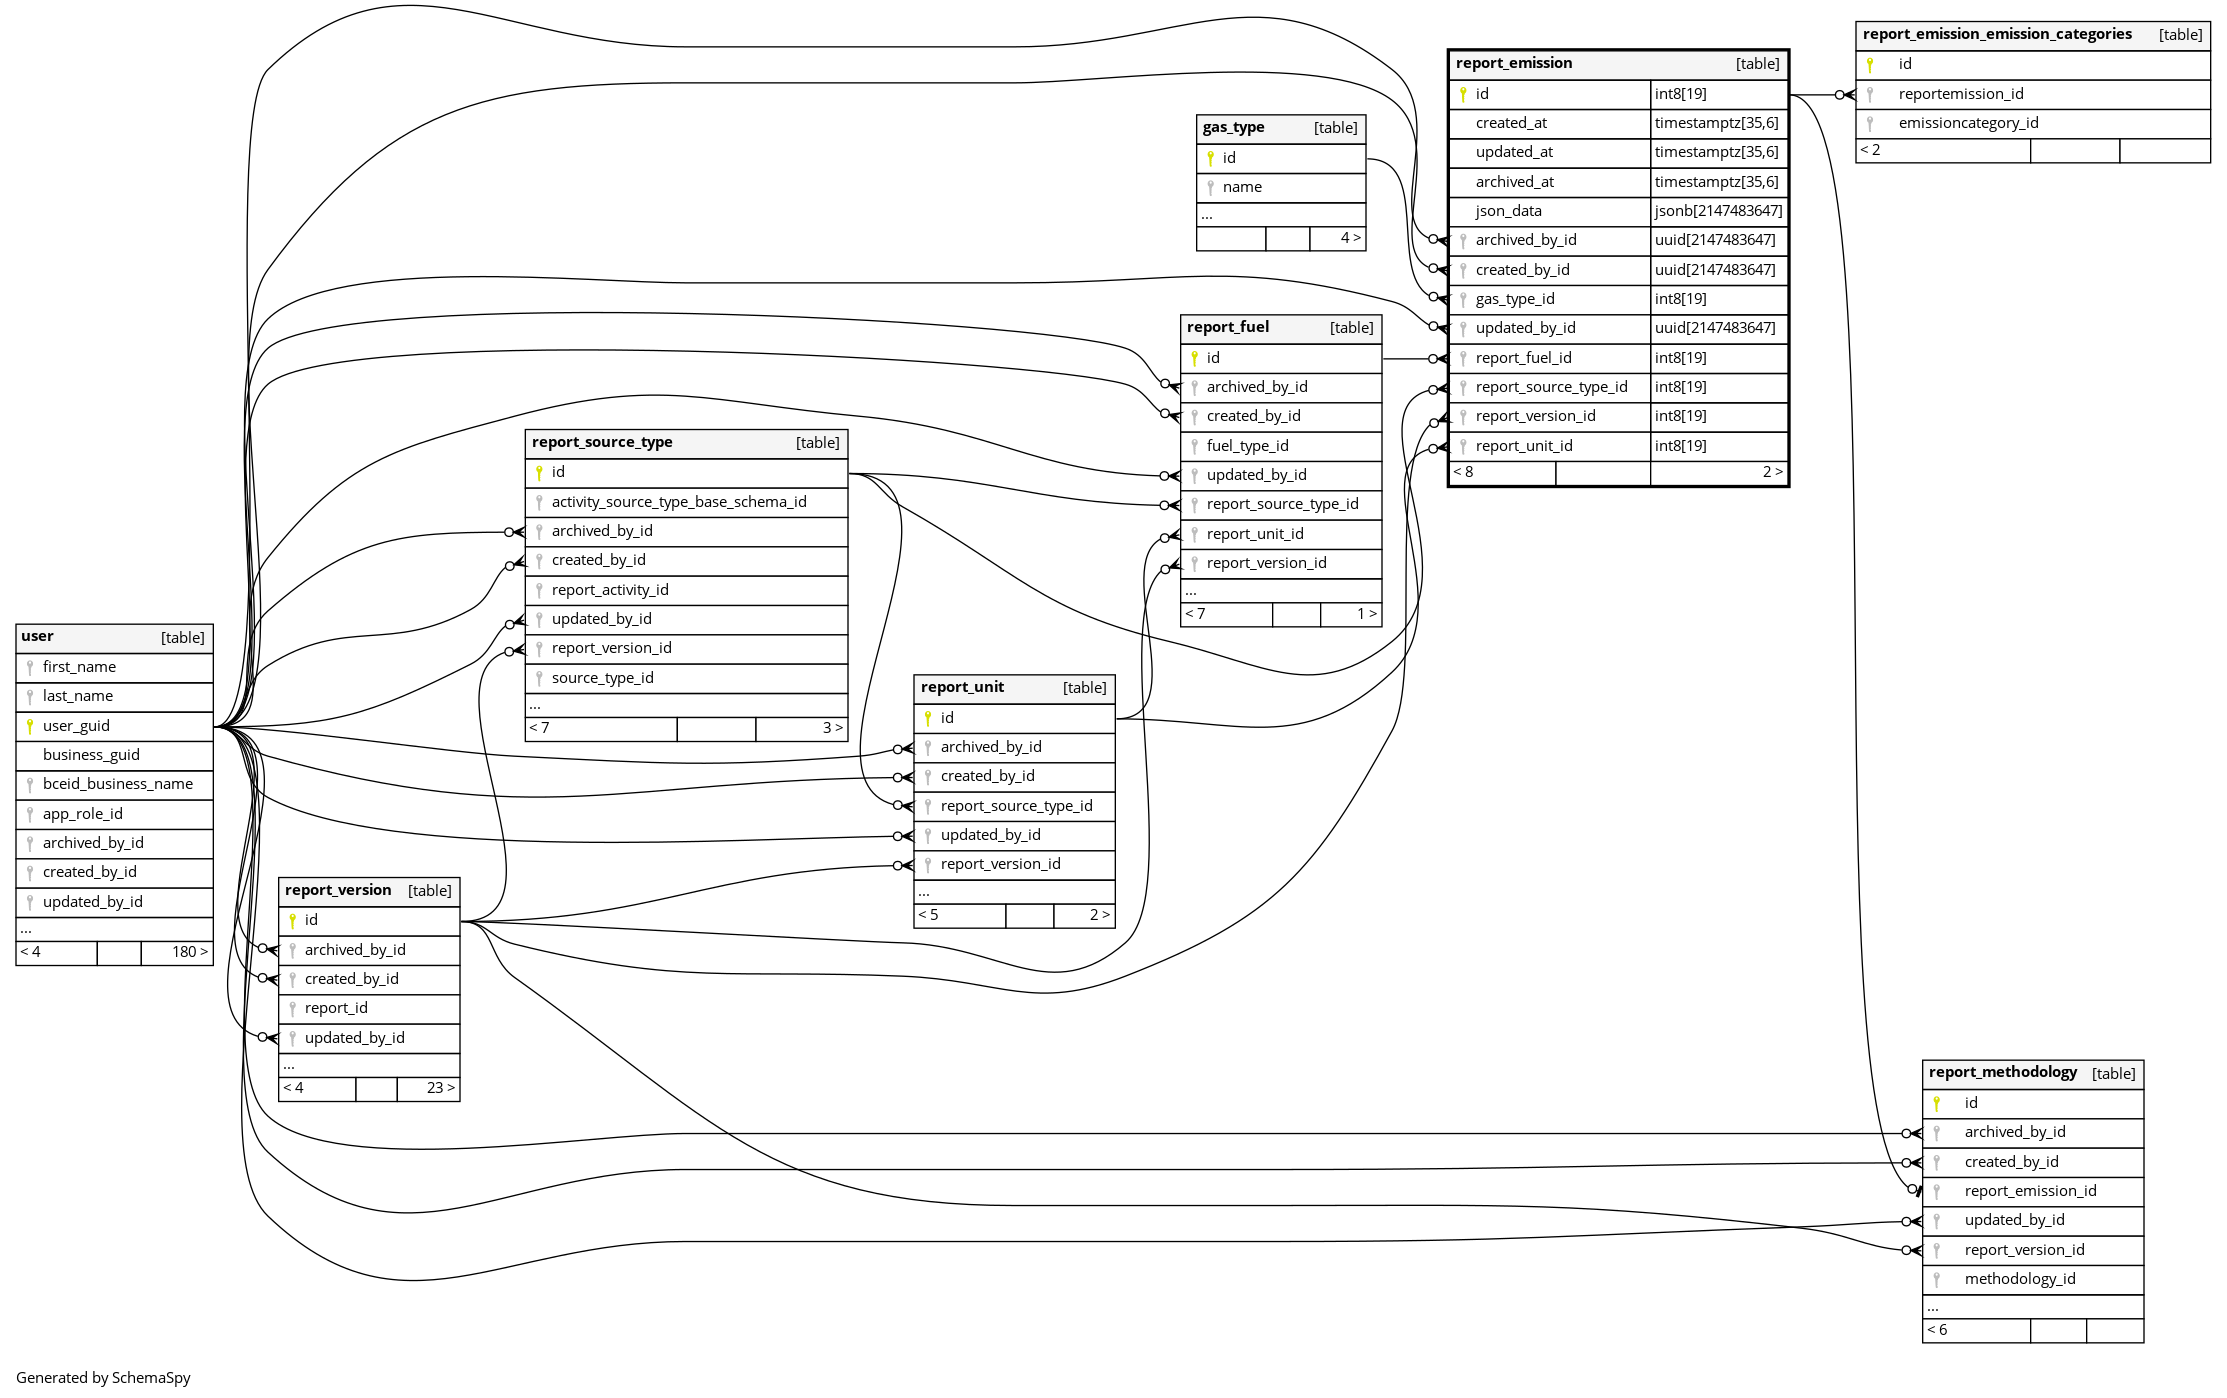 report_emission_emission_categories [table]
id
reportemission_id
emissioncategory_id
< 2
report_emission [table]
id int8[19]
created_at timestamptz[35,6]
updated_at timestamptz[35,6]
archived_at timestamptz[35,6]
json_data jsonb[2147483647]
archived_by_id uuid[2147483647]
created_by_id uuid[2147483647]
gas_type_id int8[19]
updated_by_id uuid[2147483647]
report_fuel_id int8[19]
report_source_type_id int8[19]
report_version_id int8[19]
report_unit_id int8[19]
< 8 2 >
gas_type [table]
id
name
...
4 >
report_fuel [table]
id
archived_by_id
created_by_id
fuel_type_id
updated_by_id
report_source_type_id
report_unit_id
report_version_id
...
< 7 1 >
report_source_type [table]
id
activity_source_type_base_schema_id
archived_by_id
created_by_id
report_activity_id
updated_by_id
report_version_id
source_type_id
...
< 7 3 >
user [table]
first_name
last_name
user_guid
business_guid
bceid_business_name
app_role_id
archived_by_id
created_by_id
updated_by_id
...
< 4 180 >
report_unit [table]
id
archived_by_id
created_by_id
report_source_type_id
updated_by_id
report_version_id
...
< 5 2 >
report_version [table]
id
archived_by_id
created_by_id
report_id
updated_by_id
...
< 4 23 >
report_methodology [table]
id
archived_by_id
created_by_id
report_emission_id
updated_by_id
report_version_id
methodology_id
...
< 6
Generated by SchemaSpy